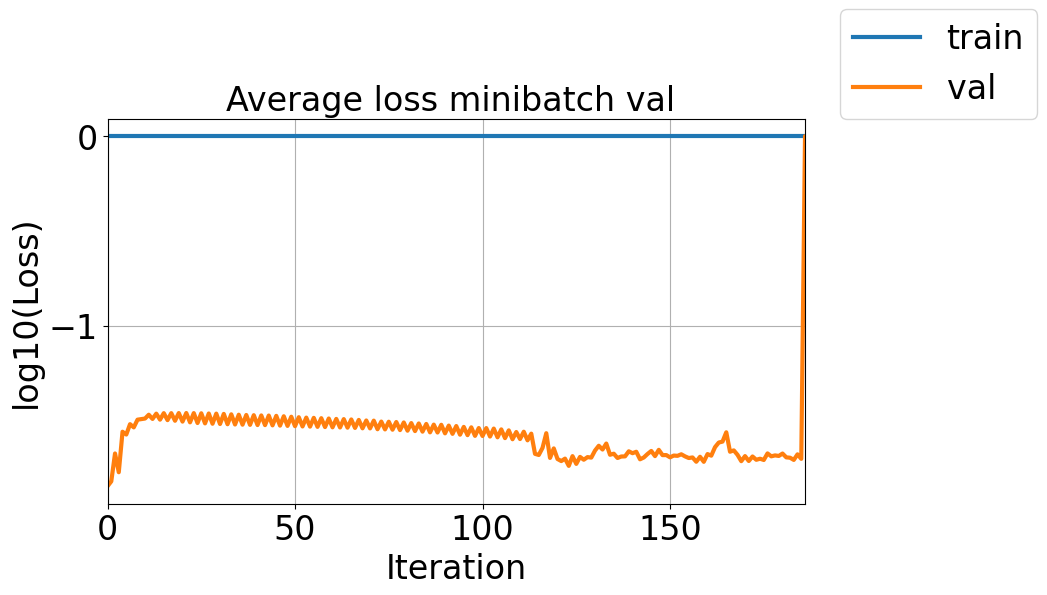 train
val
Average loss minibatch val
0
−1
log10(Loss)
0 50 100 150
Iteration